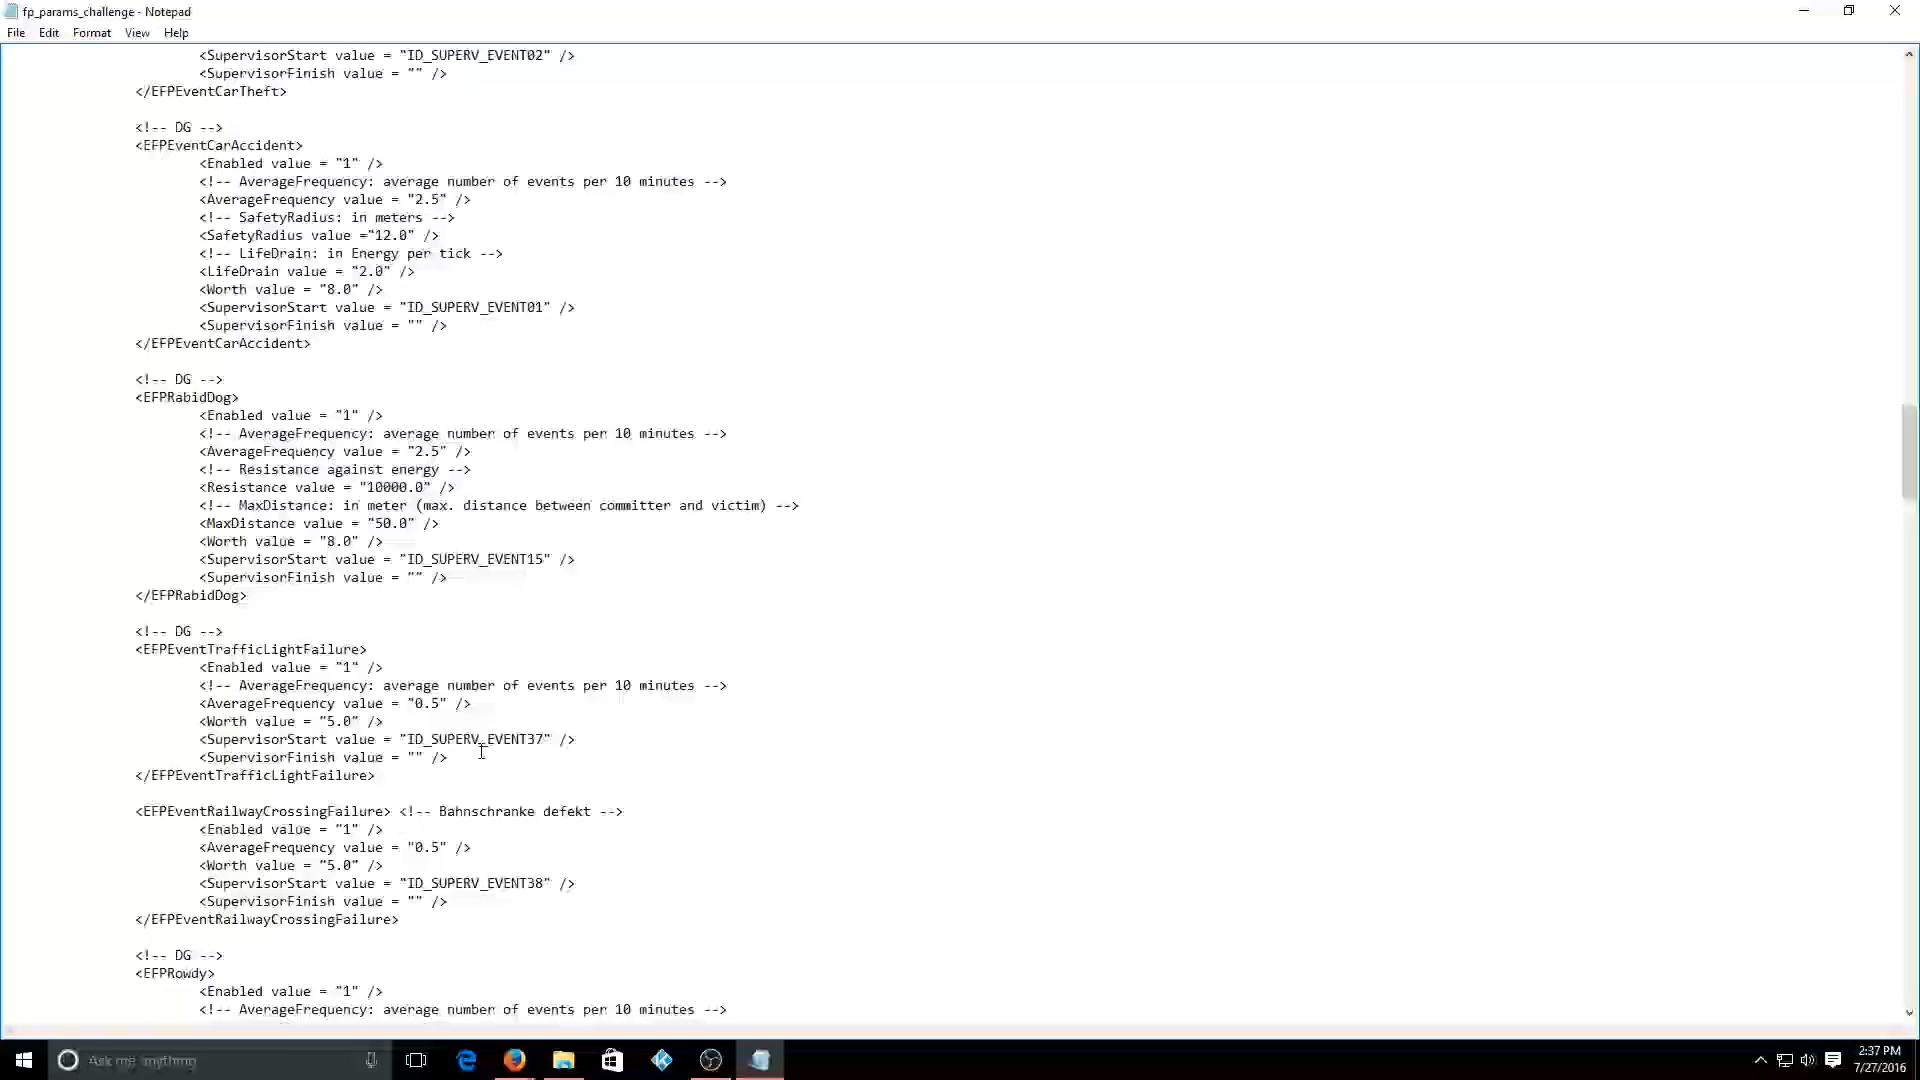 fp_params_challenge - Notepad
File Edit Format View Help
<SupervisorStart value = "ID_SUPERV_EVENT02" />
<SupervisorFinish value = "" />
</EFPEventCarTheft>
<!-- DG -->
<EFPEventCarAccident>
<Enabled value = "1" />
<!-- AverageFrequency: average number of events per 10 minutes -->
<AverageFrequency value = "2.5" />
<!-- SafetyRadius: in meters -->
<SafetyRadius value ="12.0" />
<!-- LifeDrain: in Energy per tick -->
<LifeDrain value = "2.0" />
<Worth value = "8.0" />
<SupervisorStart value = "ID_SUPERV_EVENT01" />
<SupervisorFinish value = "" />
</EFPEventCarAccident>
<!-- DG -->
<EFPRabidDog>
<Enabled value = "1" />
<!-- AverageFrequency: average number of events per 10 minutes -->
<AverageFrequency value = "2.5" />
<!-- Resistance against energy -->
<Resistance value = "10000.0" />
<!-- MaxDistance: in meter (max. distance between committer and victim) -->
<MaxDistance value = "50.0" />
<Worth value = "8.0" />
<SupervisorStart value = "ID_SUPERV_EVENT15" />
<SupervisorFinish value = "" />
</EFPRabidDog>
<!-- DG -->
<EFPEventTrafficLightFailure>
<Enabled value = "1" />
<!-- AverageFrequency: average number of events per 10 minutes -->
<AverageFrequency value = "0.5" />
<Worth value = "5.0" />
<SupervisorStart value = "ID_SUPERV_EVENT37" />
<SupervisorFinish value = "" />
</EFPEventTrafficLightFailure>
<EFPEventRailwayCrossingFailure> <!-- Bahnschranke defekt -->
<Enabled value = "1" />
<AverageFrequency value = "0.5" />
<Worth value = "5.0" />
<SupervisorStart value = "ID_SUPERV_EVENT38" />
<SupervisorFinish value = "" />
</EFPEventRailwayCrossingFailure>
<!-- DG -->
<EFPRowdy>
<Enabled value = "1" />
<!-- AverageFrequency: average number of events per 10 minutes -->
Ask me anything
2:37 PM
7/27/2016